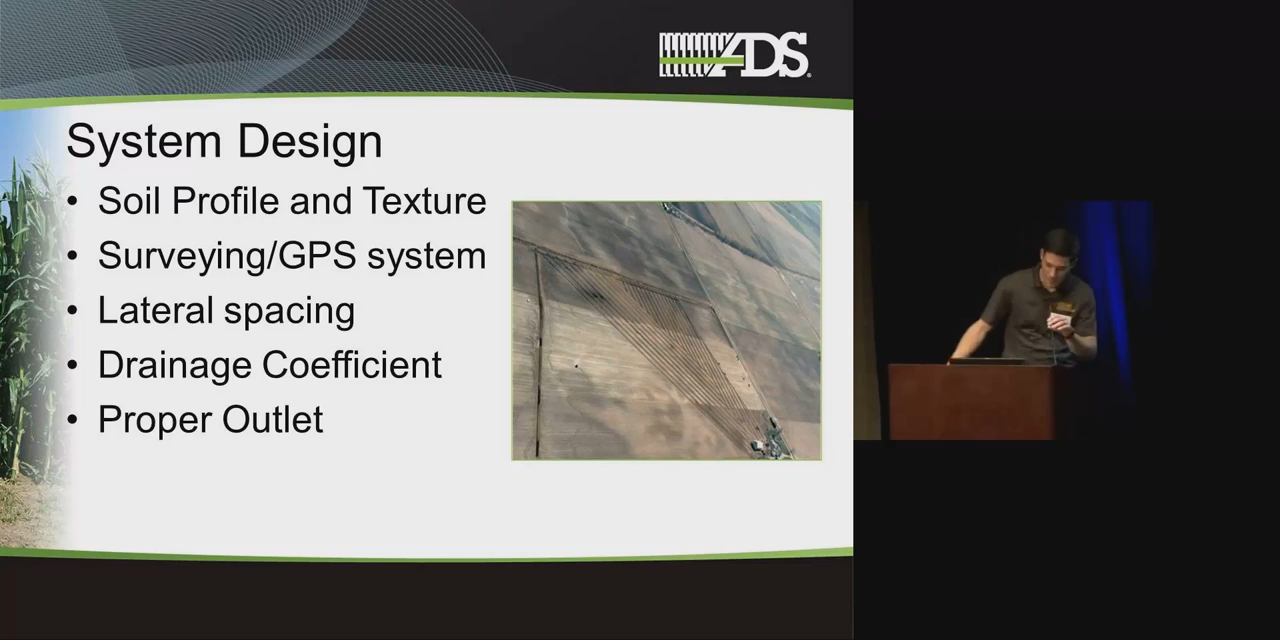 ADS
System Design
• Soil Profile and Texture
• Surveying/GPS system
• Lateral spacing
• Drainage Coefficient
• Proper Outlet